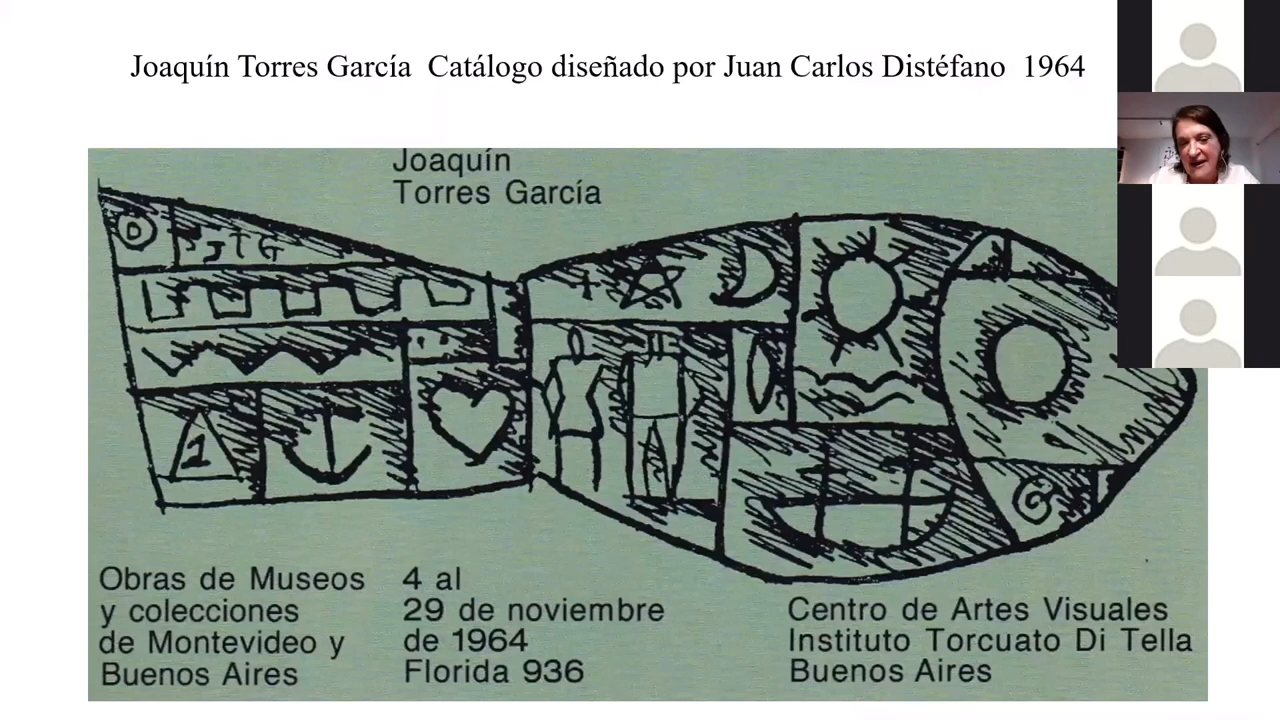 Joaquín Torres García Catálogo diseñado por Juan Carlos Distéfano 1964
Joaquín
Torres García
JTG
1
Obras de Museos
y colecciones
de Montevideo y
Buenos Aires
4 al
29 de noviembre
de 1964
Florida 936
Centro de Artes Visuales
Instituto Torcuato Di Tella
Buenos Aires